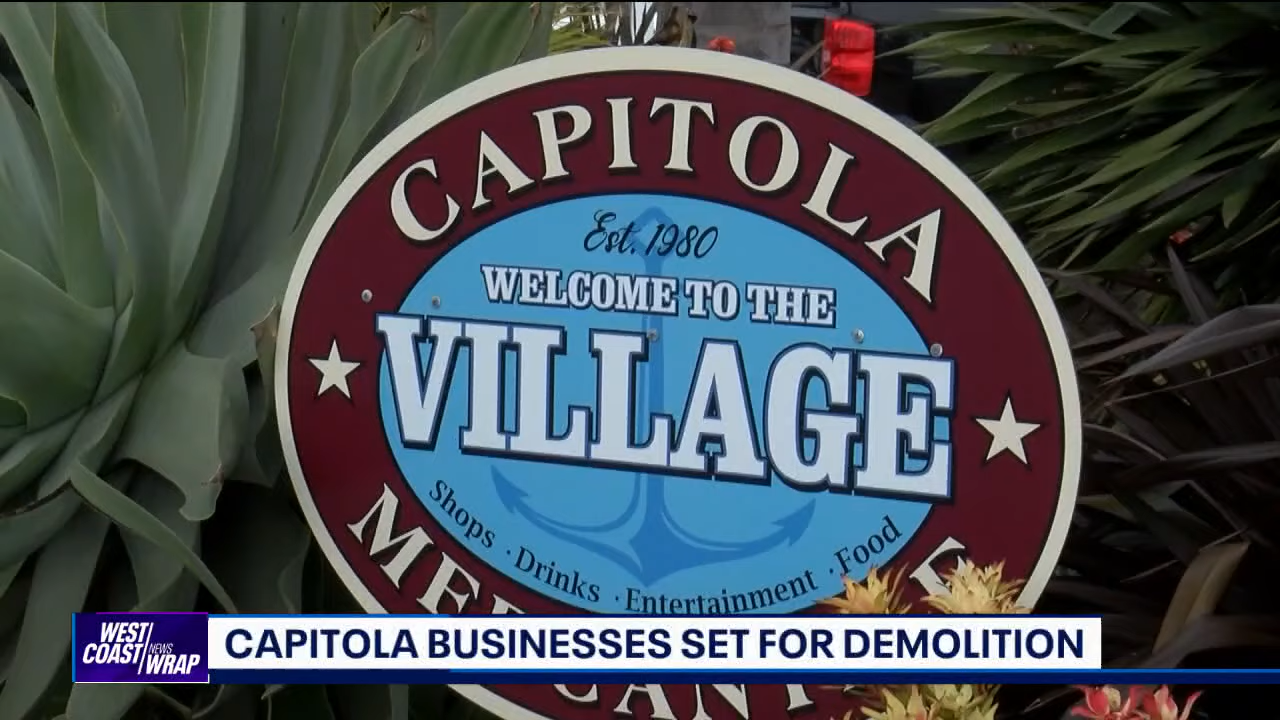 CAPITOLA
Est. 1980
WELCOME TO THE
VILLAGE
Shops · Drinks · Entertainment · Food
WEST COAST NEWS WRAP
CAPITOLA BUSINESSES SET FOR DEMOLITION